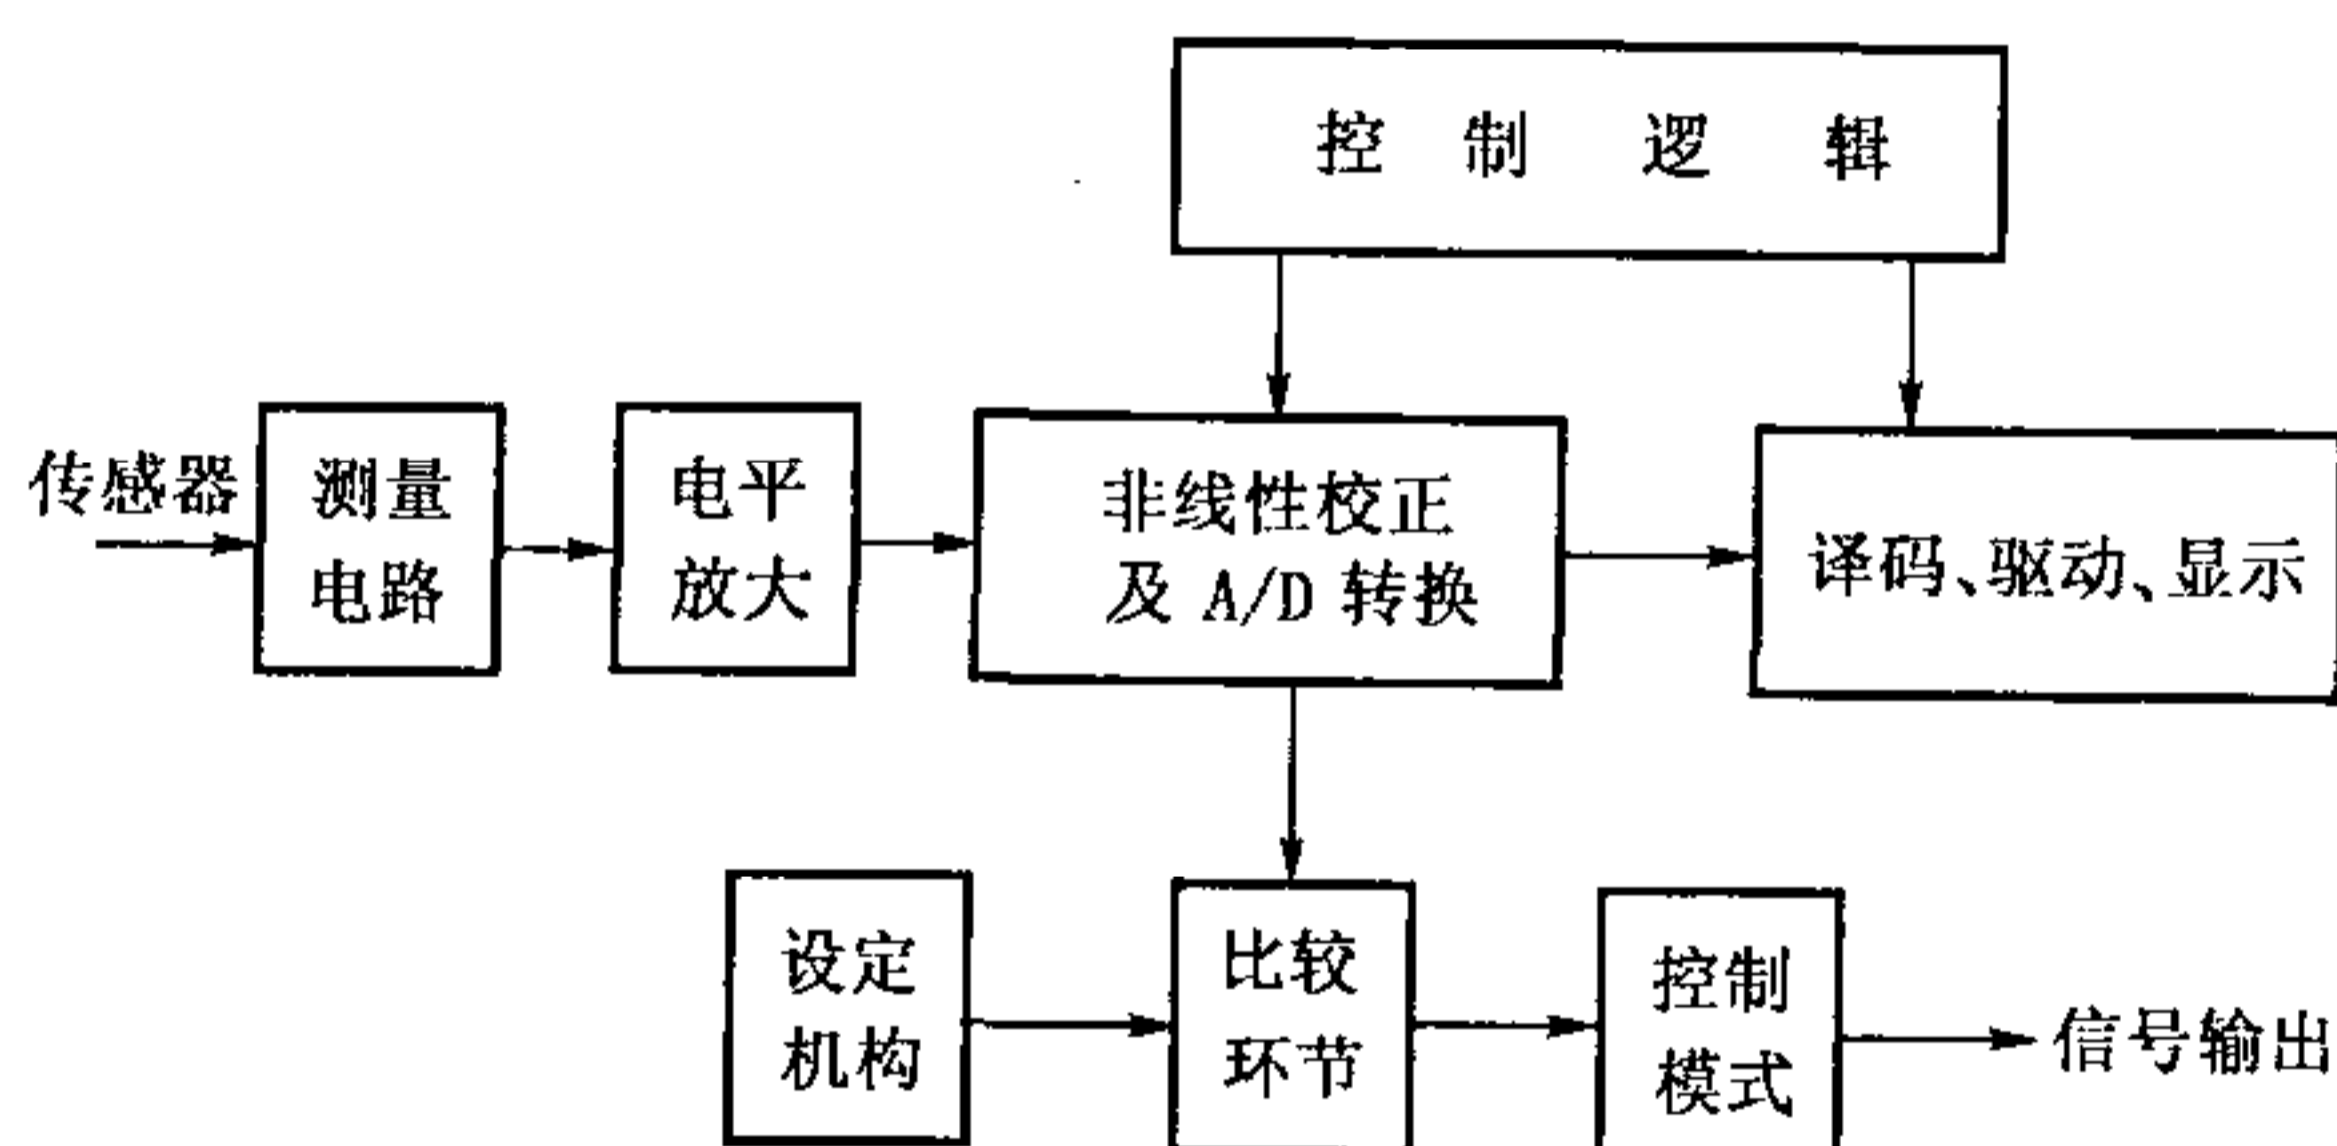 控制逻辑
传感器
测量
电路
电平
放大
非线性校正
及 A/D 转换
译码、驱动、显示
设定
机构
比较
环节
控制
模式
信号输出